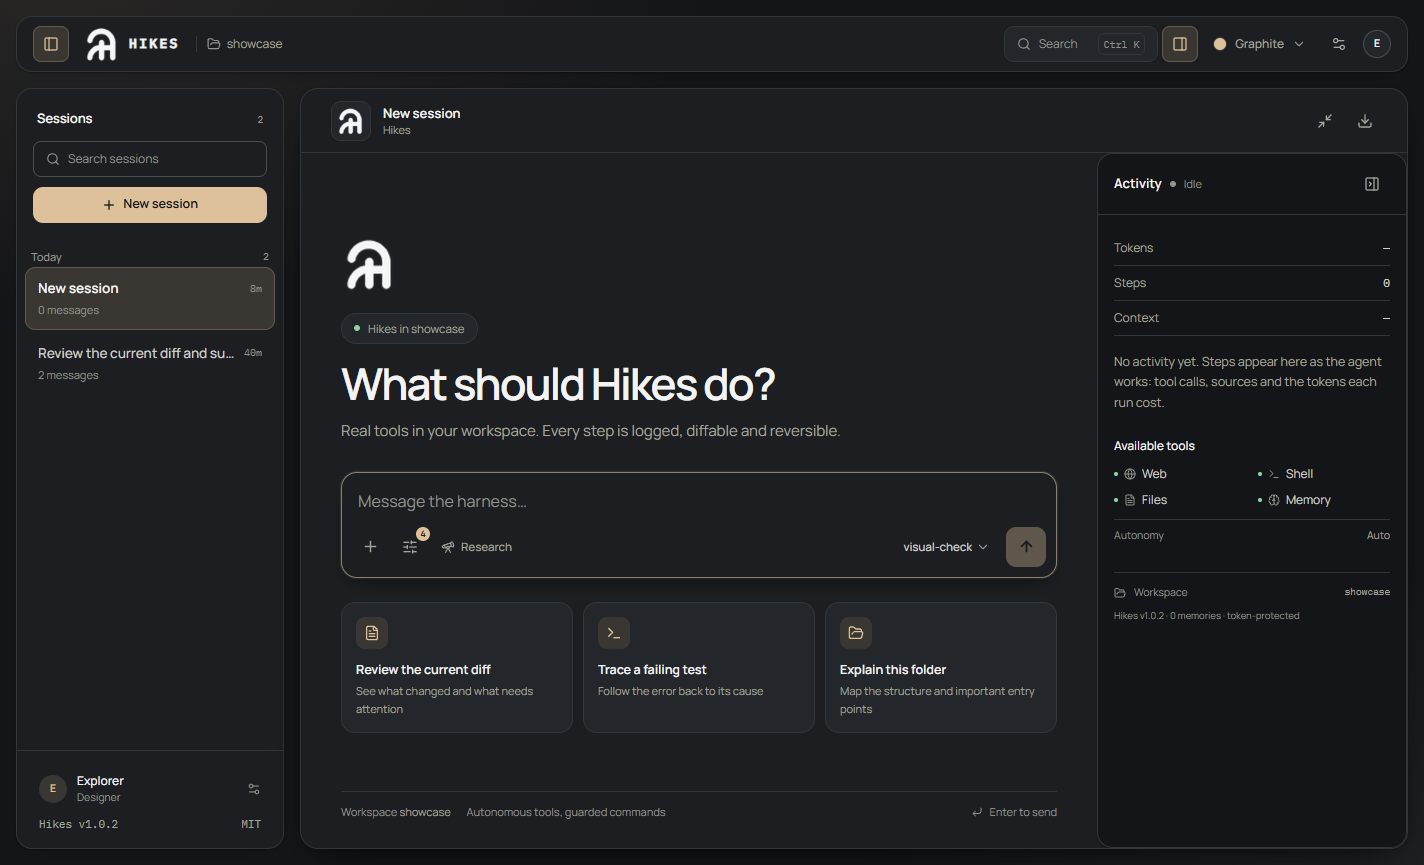 HIKES
showcase
Search
Ctrl K
Graphite
E
Sessions
2
Search sessions
+ New session
Today
2
New session
8m
0 messages
Review the current diff and su…
40m
2 messages
E
Explorer
Designer
Hikes v1.0.2
MIT
New session
Hikes
Hikes in showcase
What should Hikes do?
Real tools in your workspace. Every step is logged, diffable and reversible.
Message the harness…
4
Research
visual-check
Review the current diff
See what changed and what needs
attention
Trace a failing test
Follow the error back to its cause
Explain this folder
Map the structure and important entry
points
Workspace showcase
Autonomous tools, guarded commands
Enter to send
Activity
Idle
Tokens
—
Steps
0
Context
—
No activity yet. Steps appear here as the agent
works: tool calls, sources and the tokens each
run cost.
Available tools
Web
Shell
Files
Memory
Autonomy
Auto
Workspace
showcase
Hikes v1.0.2 · 0 memories · token-protected